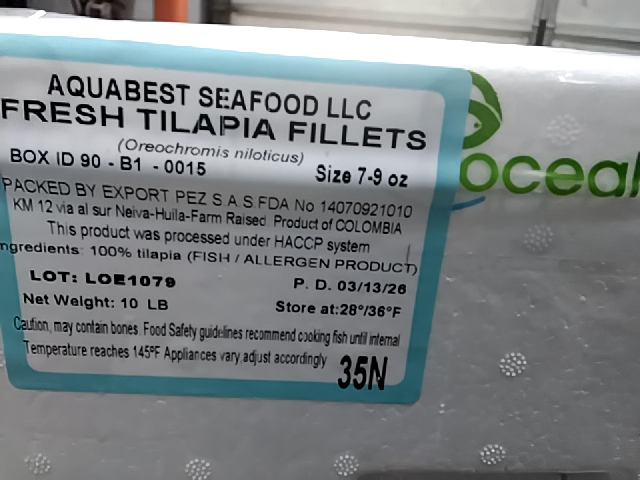 AQUABEST SEAFOOD LLC
FRESH TILAPIA FILLETS
(Oreochromis niloticus)
BOX ID 90 - B1 - 0015 Size 7-9 oz
PACKED BY EXPORT PEZ S.A.S.FDA No 14070921010
KM 12 via al sur Neiva-Huila-Farm Raised. Product of COLOMBIA
This product was processed under HACCP system
ngredients: 100% tilapia (FISH / ALLERGEN PRODUCT)
LOT: LOE1079 P. D. 03/13/26
Net Weight: 10 LB Store at:28°/36°F
Caution, may contain bones. Food Safety guidelines recommend cooking fish until internal
Temperature reaches 145ºF Appliances vary, adjust accordingly
35N
oceal